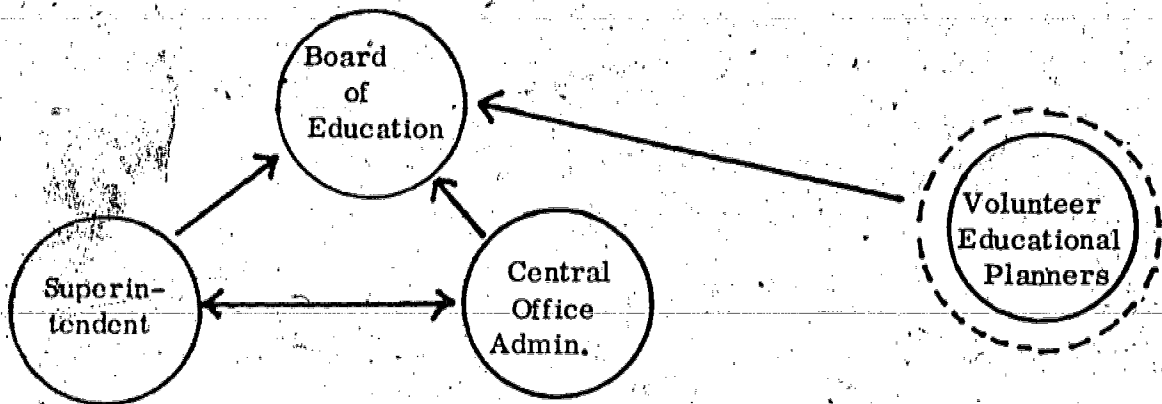 Board
of
Education
Superin-
tendent
Central
Office
Admin.
Volunteer
Educational
Planners